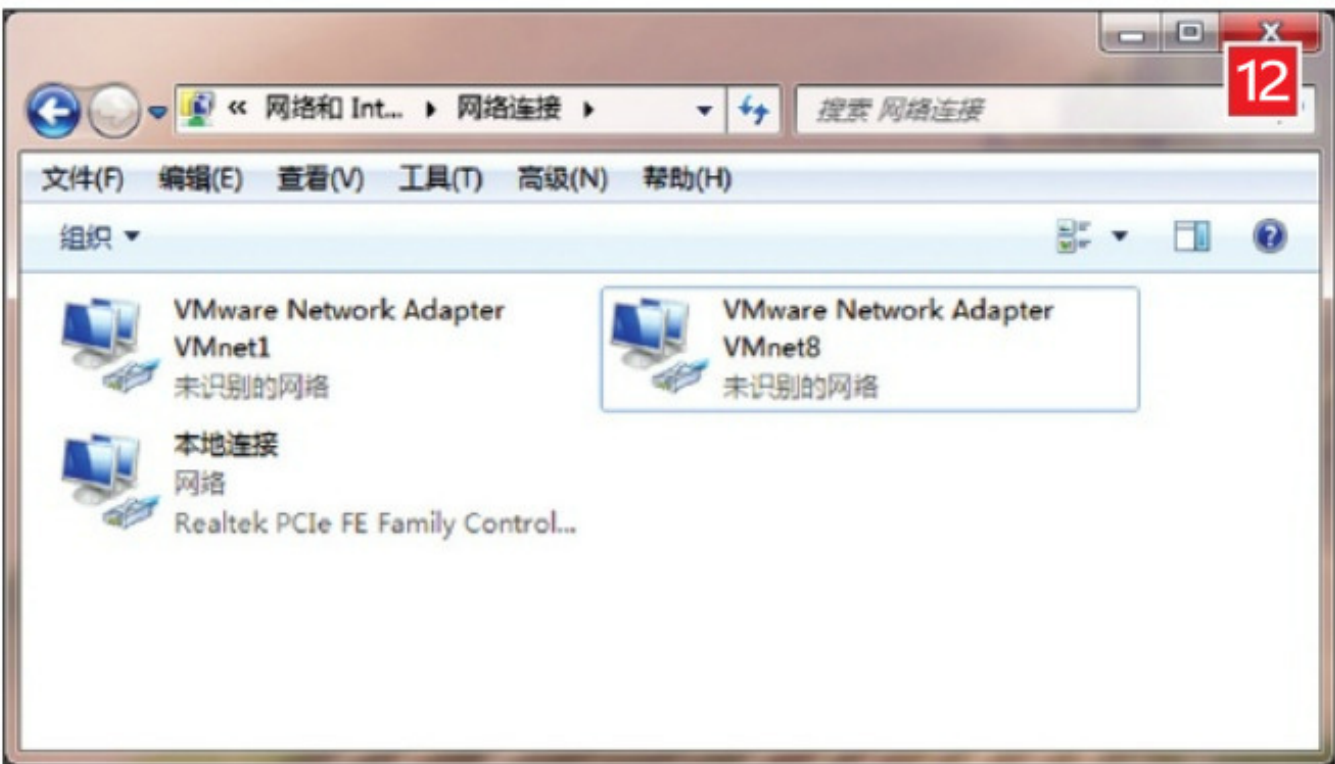 12
« 网络和 Int... ▸ 网络连接 ▸
搜索 网络连接
文件(F) 编辑(E) 查看(V) 工具(T) 高级(N) 帮助(H)
组织
VMware Network Adapter
VMnet1
未识别的网络
VMware Network Adapter
VMnet8
未识别的网络
本地连接
网络
Realtek PCIe FE Family Control...